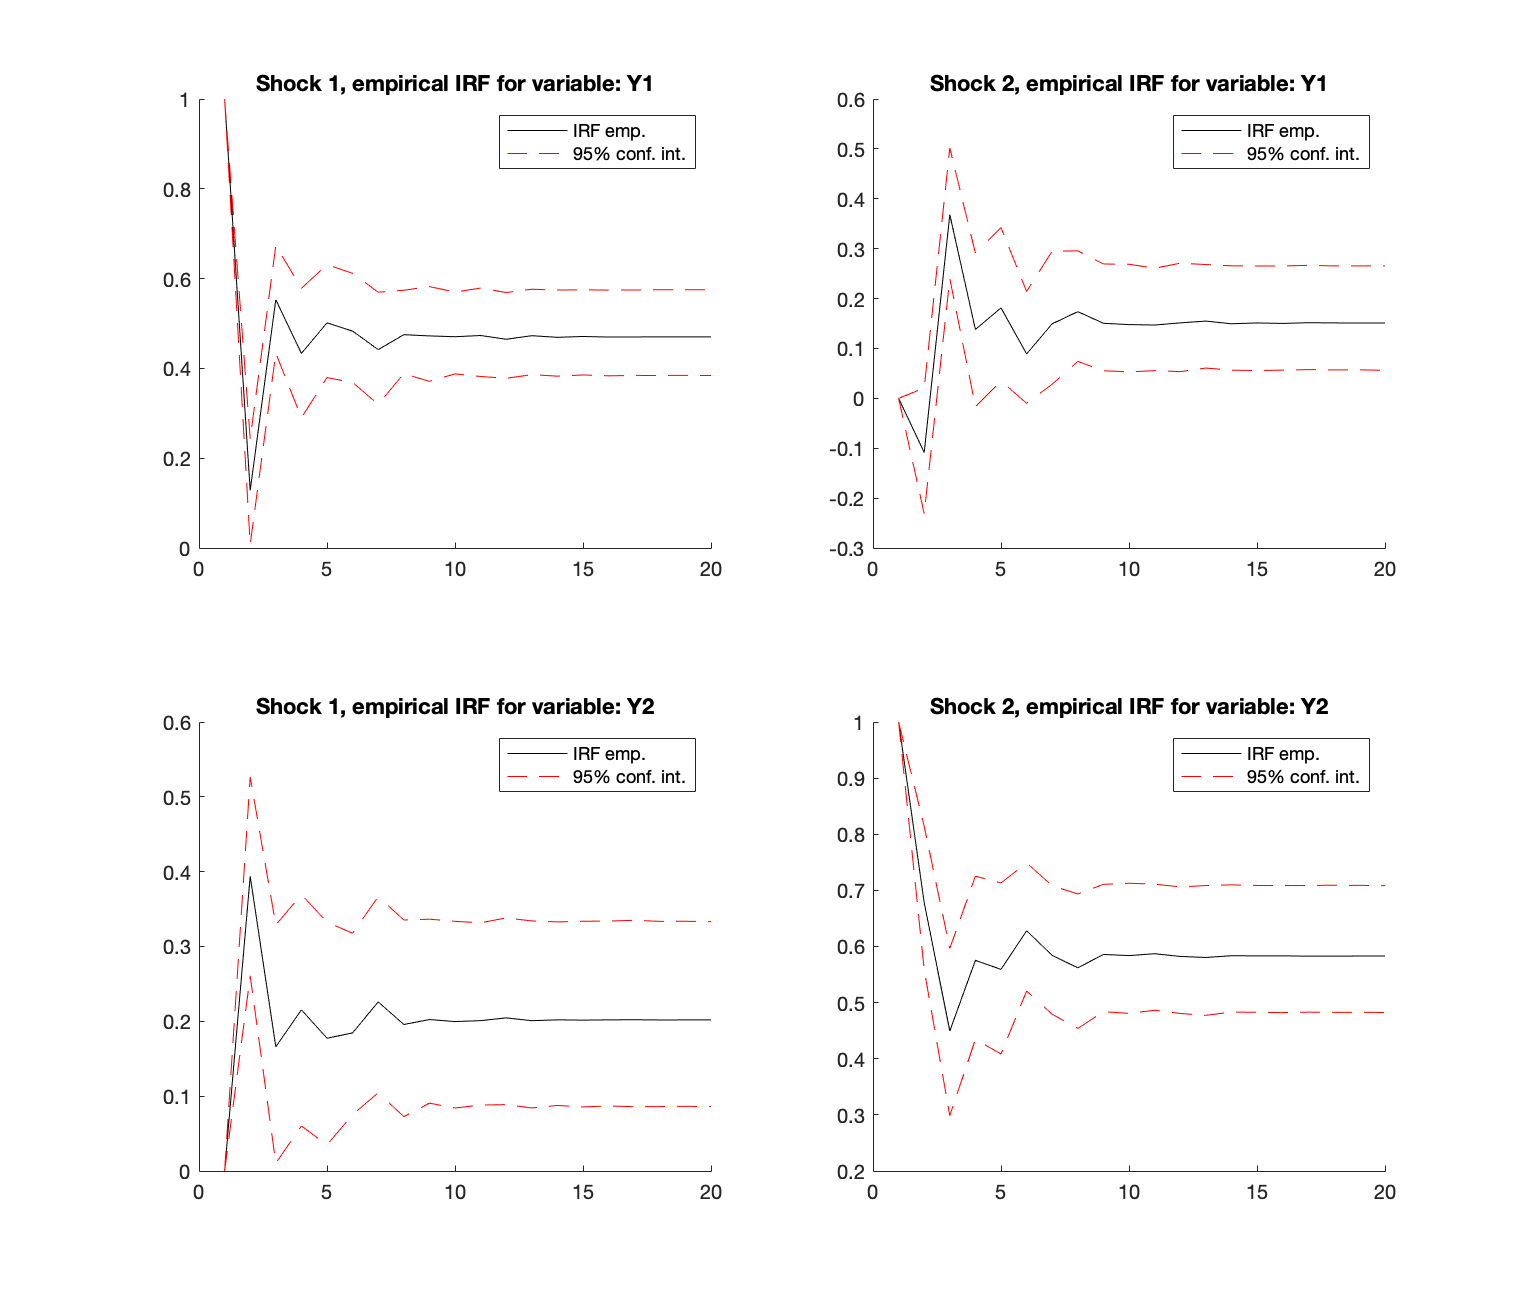 Shock 1, empirical IRF for variable: Y1
1
0.8
0.6
0.4
0.2
0
0 5 10 15 20
IRF emp.
95% conf. int.
Shock 2, empirical IRF for variable: Y1
0.6
0.5
0.4
0.3
0.2
0.1
0
-0.1
-0.2
-0.3
0 5 10 15 20
IRF emp.
95% conf. int.
Shock 1, empirical IRF for variable: Y2
0.6
0.5
0.4
0.3
0.2
0.1
0
0 5 10 15 20
IRF emp.
95% conf. int.
Shock 2, empirical IRF for variable: Y2
1
0.9
0.8
0.7
0.6
0.5
0.4
0.3
0.2
0 5 10 15 20
IRF emp.
95% conf. int.